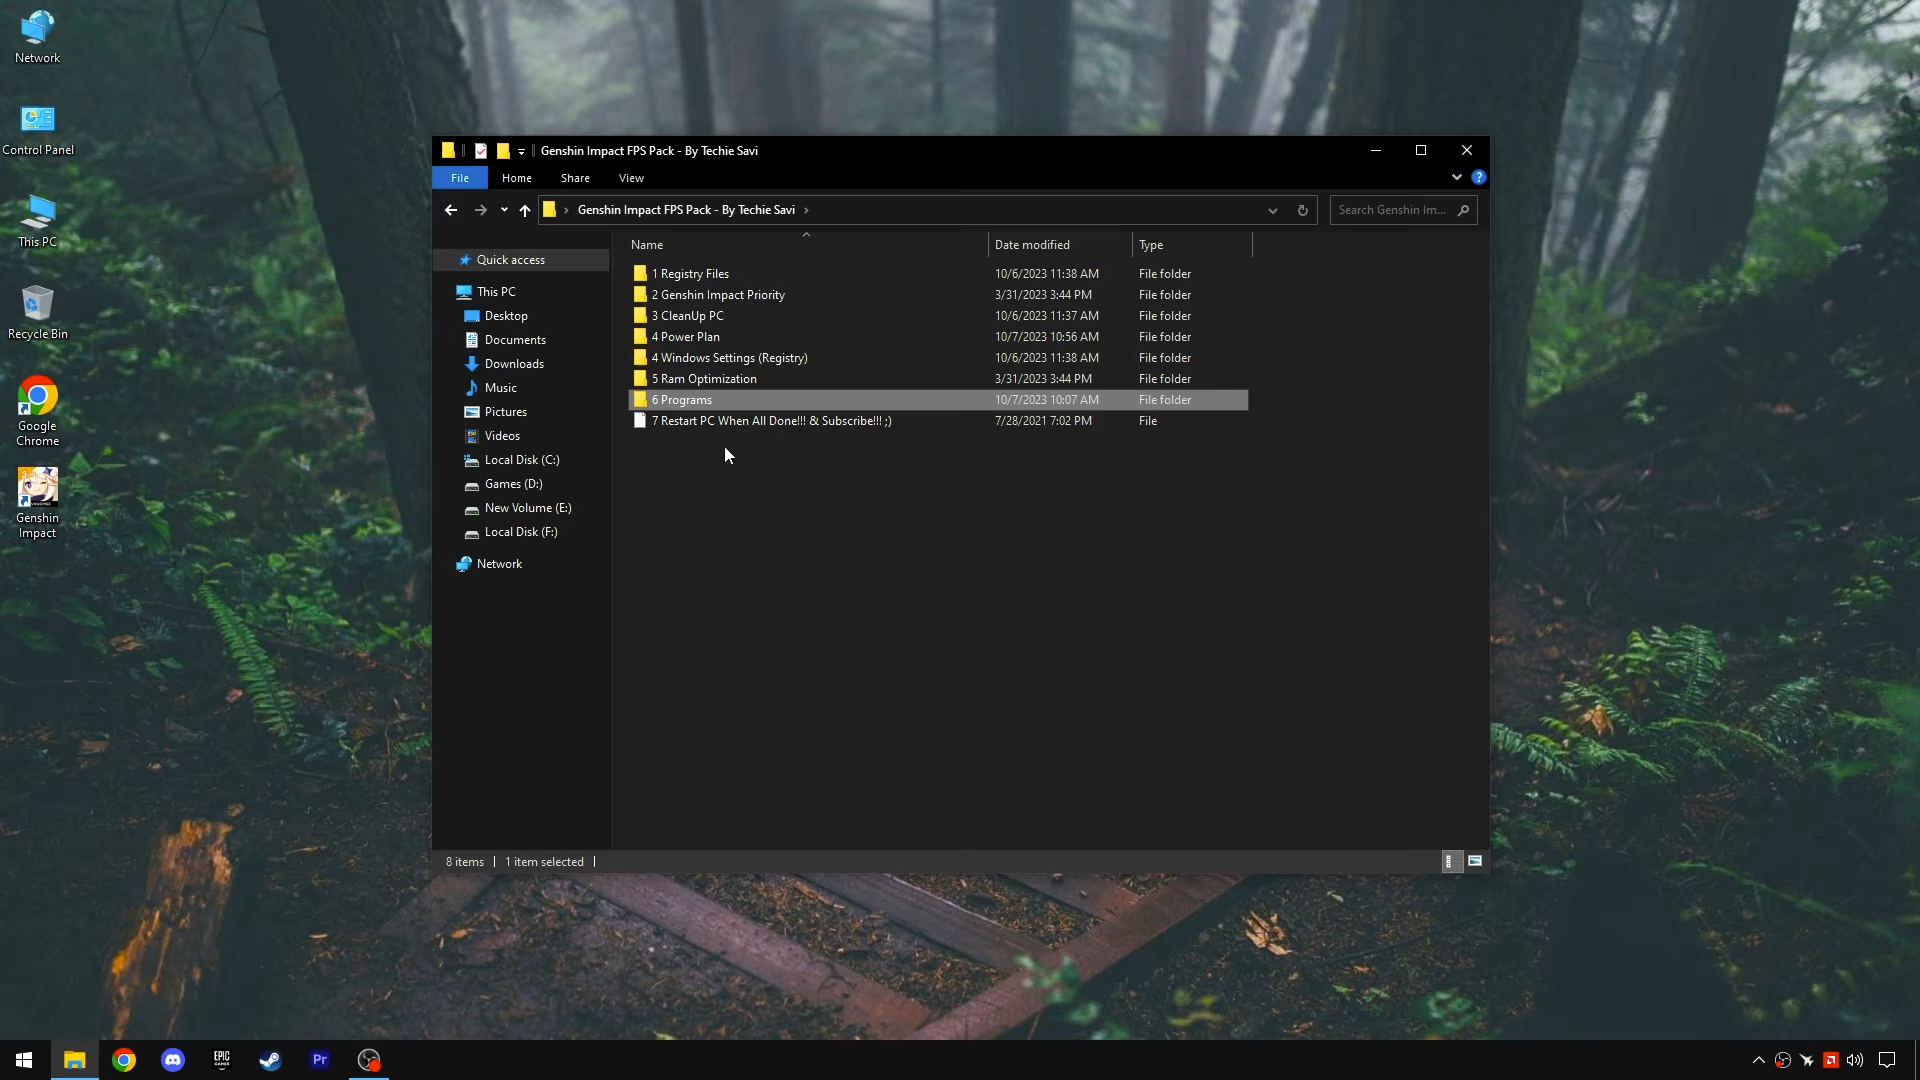 Network
Control Panel
This PC
Recycle Bin
Google
Chrome
Genshin
Impact
Genshin Impact FPS Pack - By Techie Savi
File Home Share View
?
Genshin Impact FPS Pack - By Techie Savi
Search Genshin Im...
Quick access
This PC
Desktop
Documents
Downloads
Music
Pictures
Videos
Local Disk (C:)
Games (D:)
New Volume (E:)
Local Disk (F:)
Network
Name Date modified Type
1 Registry Files 10/6/2023 11:38 AM File folder
2 Genshin Impact Priority 3/31/2023 3:44 PM File folder
3 CleanUp PC 10/6/2023 11:37 AM File folder
4 Power Plan 10/7/2023 10:56 AM File folder
4 Windows Settings (Registry) 10/6/2023 11:38 AM File folder
5 Ram Optimization 3/31/2023 3:44 PM File folder
6 Programs 10/7/2023 10:07 AM File folder
7 Restart PC When All Done!!! & Subscribe!!! ;) 7/28/2021 7:02 PM File
8 items 1 item selected
EPIC
GAMES
Pr